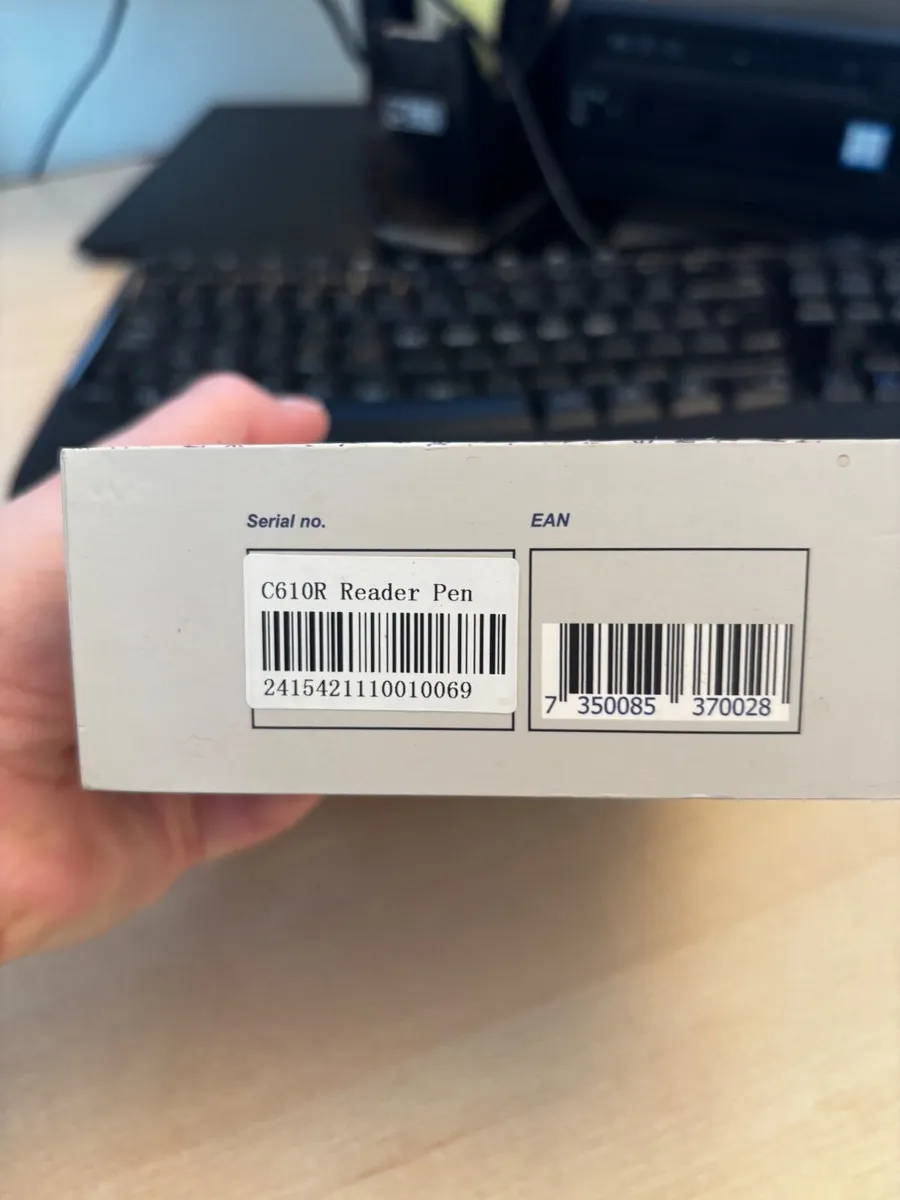 Serial no.
C610R Reader Pen
2415421110010069
EAN
7 350085 370028